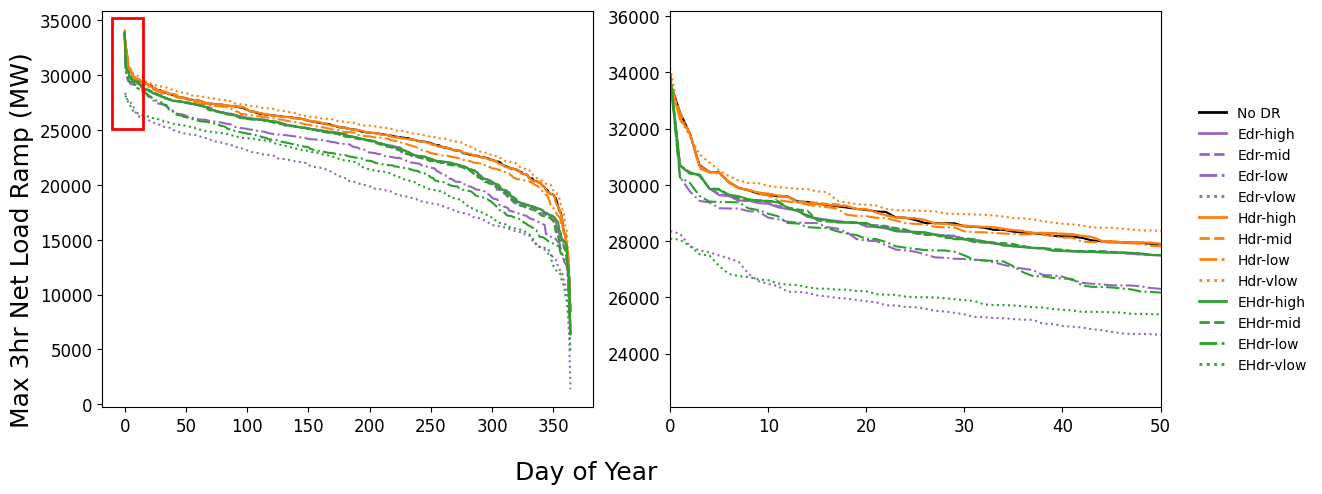 Max 3hr Net Load Ramp (MW)
35000
30000
25000
20000
15000
10000
5000
0
0 50 100 150 200 250 300 350
36000
34000
32000
30000
28000
26000
24000
0 10 20 30 40 50
Day of Year
No DR
Edr-high
Edr-mid
Edr-low
Edr-vlow
Hdr-high
Hdr-mid
Hdr-low
Hdr-vlow
EHdr-high
EHdr-mid
EHdr-low
EHdr-vlow